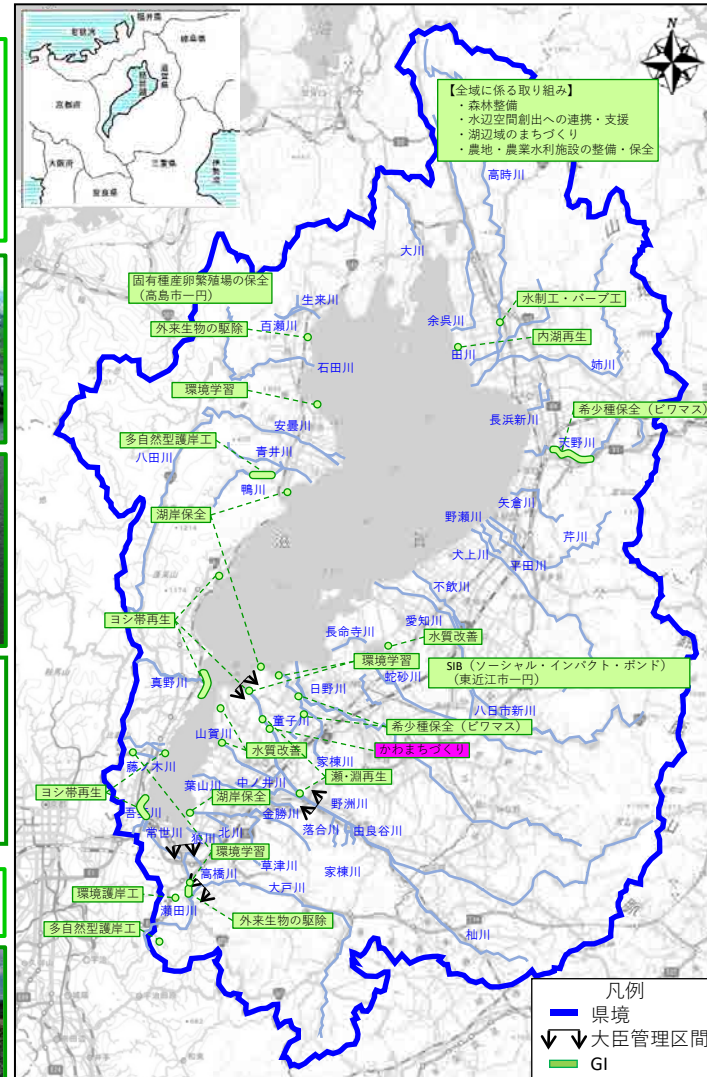 福井県
岐阜県
滋賀県
琵琶湖
京都府
大阪府
三重県
奈良県
N
【全域に係る取り組み】
・森林整備
・水辺空間創出への連携・支援
・湖辺域のまちづくり
・農地・農業水利施設の整備・保全
高時川
大川
固有種産卵繁殖場の保全
(高島市一円)
生来川
百瀬川
外来生物の駆除
余呉川
水制工・バーブ工
田川
内湖再生
姉川
石田川
環境学習
長浜新川
希少種保全(ビワマス)
天野川
安曇川
多自然型護岸工
青井川
八田川
鴨川
湖岸保全
矢倉川
野瀬川
芹川
犬上川
平田川
不飲川
ヨシ帯再生
愛知川
長命寺川
水質改善
環境学習
蛇砂川
SIB(ソーシャル・インパクト・ボンド)
(東近江市一円)
真野川
日野川
八日市新川
童子川
希少種保全(ビワマス)
山賀川
水質改善
かわまちづくり
家棟川
藤ノ木川
瀬・淵再生
中ノ井川
葉山川
野洲川
ヨシ帯再生
湖岸保全
吾妻川
金勝川
常世川
狼川
北川
落合川
由良谷川
環境学習
草津川
家棟川
高橋川
大戸川
環境護岸工
瀬田川
外来生物の駆除
杣川
多自然型護岸工
凡例
県境
大臣管理区間
GI